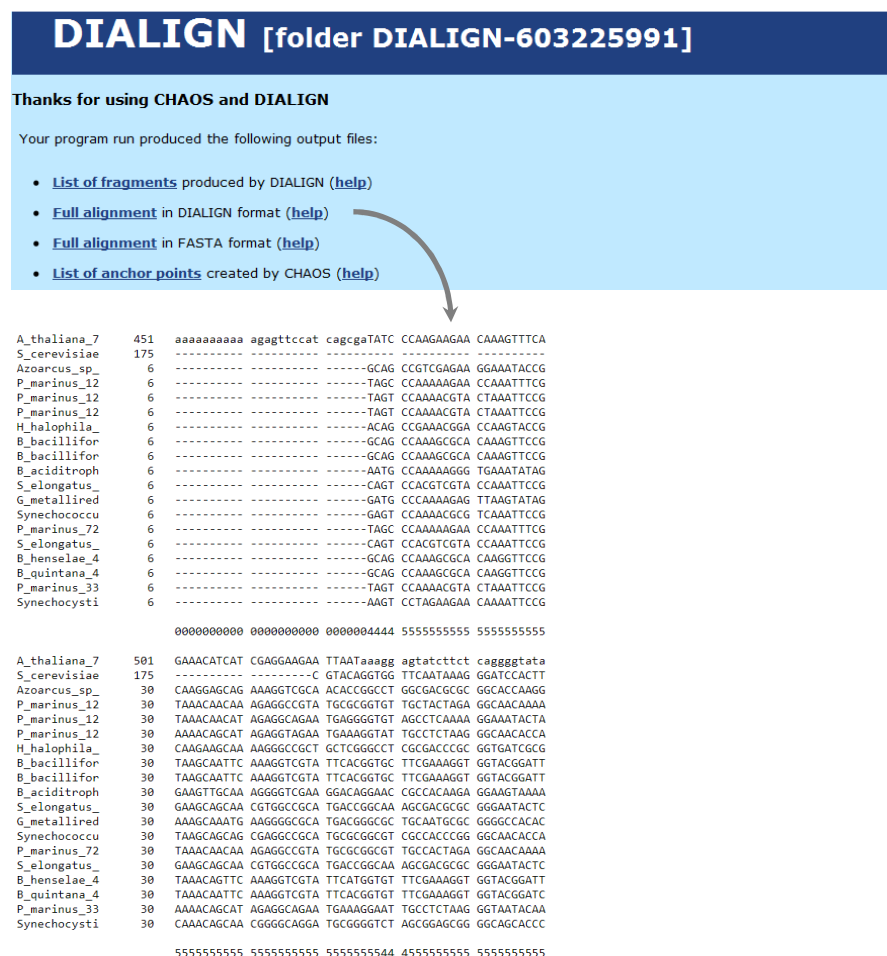 DIALIGN [folder DIALIGN-603225991]
Thanks for using CHAOS and DIALIGN
Your program run produced the following output files:
• List of fragments produced by DIALIGN (help)
• Full alignment in DIALIGN format (help)
• Full alignment in FASTA format (help)
• List of anchor points created by CHAOS (help)
A_thaliana_7 451 aaaaaaaaaa agagttccat cagcgaTATC CCAAGAAGAA CAAAGTTTCA
S_cerevisiae 175 ---------- ---------- ---------- ---------- ----------
Azoarcus_sp_ 6 ---------- ---------- ------GCAG CCGTCGAGAA GGAAATACCG
P_marinus_12 6 ---------- ---------- ------TAGC CCAAAAAGAA CCAAATTTCG
P_marinus_12 6 ---------- ---------- ------TAGT CCAAAACGTA CTAAATTCCG
P_marinus_12 6 ---------- ---------- ------TAGT CCAAAACGTA CTAAATTCCG
H_halophila_ 6 ---------- ---------- ------ACAG CCGAAACGGA CCAAGTACCG
B_bacillifor 6 ---------- ---------- ------GCAG CCAAAGCGCA CAAAGTTCCG
B_bacillifor 6 ---------- ---------- ------GCAG CCAAAGCGCA CAAAGTTCCG
B_aciditroph 6 ---------- ---------- ------AATG CCAAAAAGGG TGAAATATAG
S_elongatus_ 6 ---------- ---------- ------CAGT CCACGTCGTA CCAAATTCCG
G_metallired 6 ---------- ---------- ------GATG CCCAAAAGAG TTAAGTATAG
Synechococcu 6 ---------- ---------- ------GAGT CCAAAACGCG TCAAATTCCG
P_marinus_72 6 ---------- ---------- ------TAGC CCAAAAAGAA CCAAATTTCG
S_elongatus_ 6 ---------- ---------- ------CAGT CCACGTCGTA CCAAATTCCG
B_henselae_4 6 ---------- ---------- ------GCAG CCAAAGCGCA CAAGGTTCCG
B_quintana_4 6 ---------- ---------- ------GCAG CCAAAGCGCA CAAGGTTCCG
P_marinus_33 6 ---------- ---------- ------TAGT CCAAAACGTA CTAAATTCCG
Synechocysti 6 ---------- ---------- ------AAGT CCTAGAAGAA CAAAATTCCG
0000000000 0000000000 0000004444 5555555555 5555555555
A_thaliana_7 501 GAAACATCAT CGAGGAAGAA TTAATaaagg agtatcttct caggggtata
S_cerevisiae 175 ---------- ---------C GTACAGGTGG TTCAATAAAG GGATCCACTT
Azoarcus_sp_ 30 CAAGGAGCAG AAAGGTCGCA ACACCGGCCT GGCGACGCGC GGCACCAAGG
P_marinus_12 30 TAAACAACAA AGAGGCCGTA TGCGCGGTGT TGCTACTAGA GGCAACAAAA
P_marinus_12 30 TAAACAACAT AGAGGCAGAA TGAGGGGTGT AGCCTCAAAA GGAAATACTA
P_marinus_12 30 AAAACAGCAT AGAGGTAGAA TGAAAGGTAT TGCCTCTAAG GGCAACACCA
H_halophila_ 30 CAAGAAGCAA AAGGGCCGCT GCTCGGGCCT CGCGACCCGC GGTGATCGCG
B_bacillifor 30 TAAGCAATTC AAAGGTCGTA TTCACGGTGC TTCGAAAGGT GGTACGGATT
B_bacillifor 30 TAAGCAATTC AAAGGTCGTA TTCACGGTGC TTCGAAAGGT GGTACGGATT
B_aciditroph 30 GAAGTTGCAA AGGGGTCGAA GGACAGGAAC CGCCACAAGA GGAAGTAAAA
S_elongatus_ 30 GAAGCAGCAA CGTGGCCGCA TGACCGGCAA AGCGACGCGC GGGAATACTC
G_metallired 30 AAAGCAAATG AAGGGGCGCA TGACGGGCGC TGCAATGCGC GGGGCCACAC
Synechococcu 30 TAAGCAGCAG CGAGGCCGCA TGCGCGGCGT CGCCACCCGG GGCAACACCA
P_marinus_72 30 TAAACAACAA AGAGGCCGTA TGCGCGGCGT TGCCACTAGA GGCAACAAAA
S_elongatus_ 30 GAAGCAGCAA CGTGGCCGCA TGACCGGCAA AGCGACGCGC GGGAATACTC
B_henselae_4 30 TAAACAGTTC AAAGGTCGTA TTCATGGTGT TTCGAAAGGT GGTACGGATT
B_quintana_4 30 TAAACAATTC AAAGGTCGTA TTCACGGTGT TTCGAAAGGT GGTACGGATC
P_marinus_33 30 AAAACAGCAT AGAGGCAGAA TGAAAGGAAT TGCCTCTAAG GGTAATACAA
Synechocysti 30 CAAACAGCAA CGGGGCAGGA TGCGGGGTCT AGCGGAGCGG GGCAGCACCC
5555555555 5555555555 5555555544 4555555555 5555555555